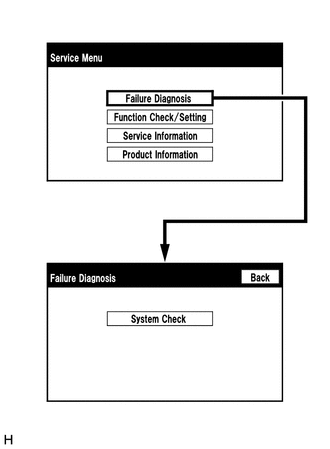 Service Menu
Failure Diagnosis
Function Check/Setting
Service Information
Product Information
Failure Diagnosis
Back
System Check
H